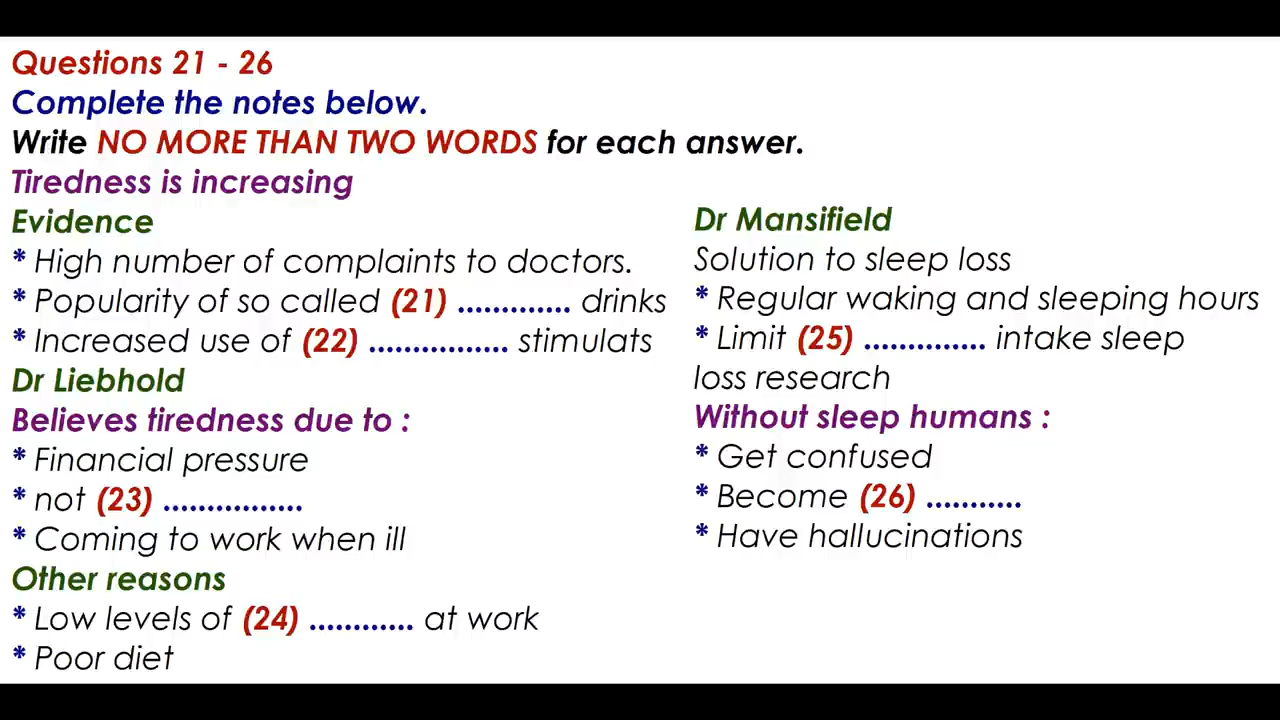 Questions 21 - 26
Complete the notes below.
Write NO MORE THAN TWO WORDS for each answer.
Tiredness is increasing
Evidence
* High number of complaints to doctors.
* Popularity of so called (21) ............. drinks
* Increased use of (22) ................ stimulats
Dr Liebhold
Believes tiredness due to :
* Financial pressure
* not (23) ................
* Coming to work when ill
Other reasons
* Low levels of (24) ............ at work
* Poor diet
Dr Mansifield
Solution to sleep loss
* Regular waking and sleeping hours
* Limit (25) .............. intake sleep
loss research
Without sleep humans :
* Get confused
* Become (26) ...........
* Have hallucinations